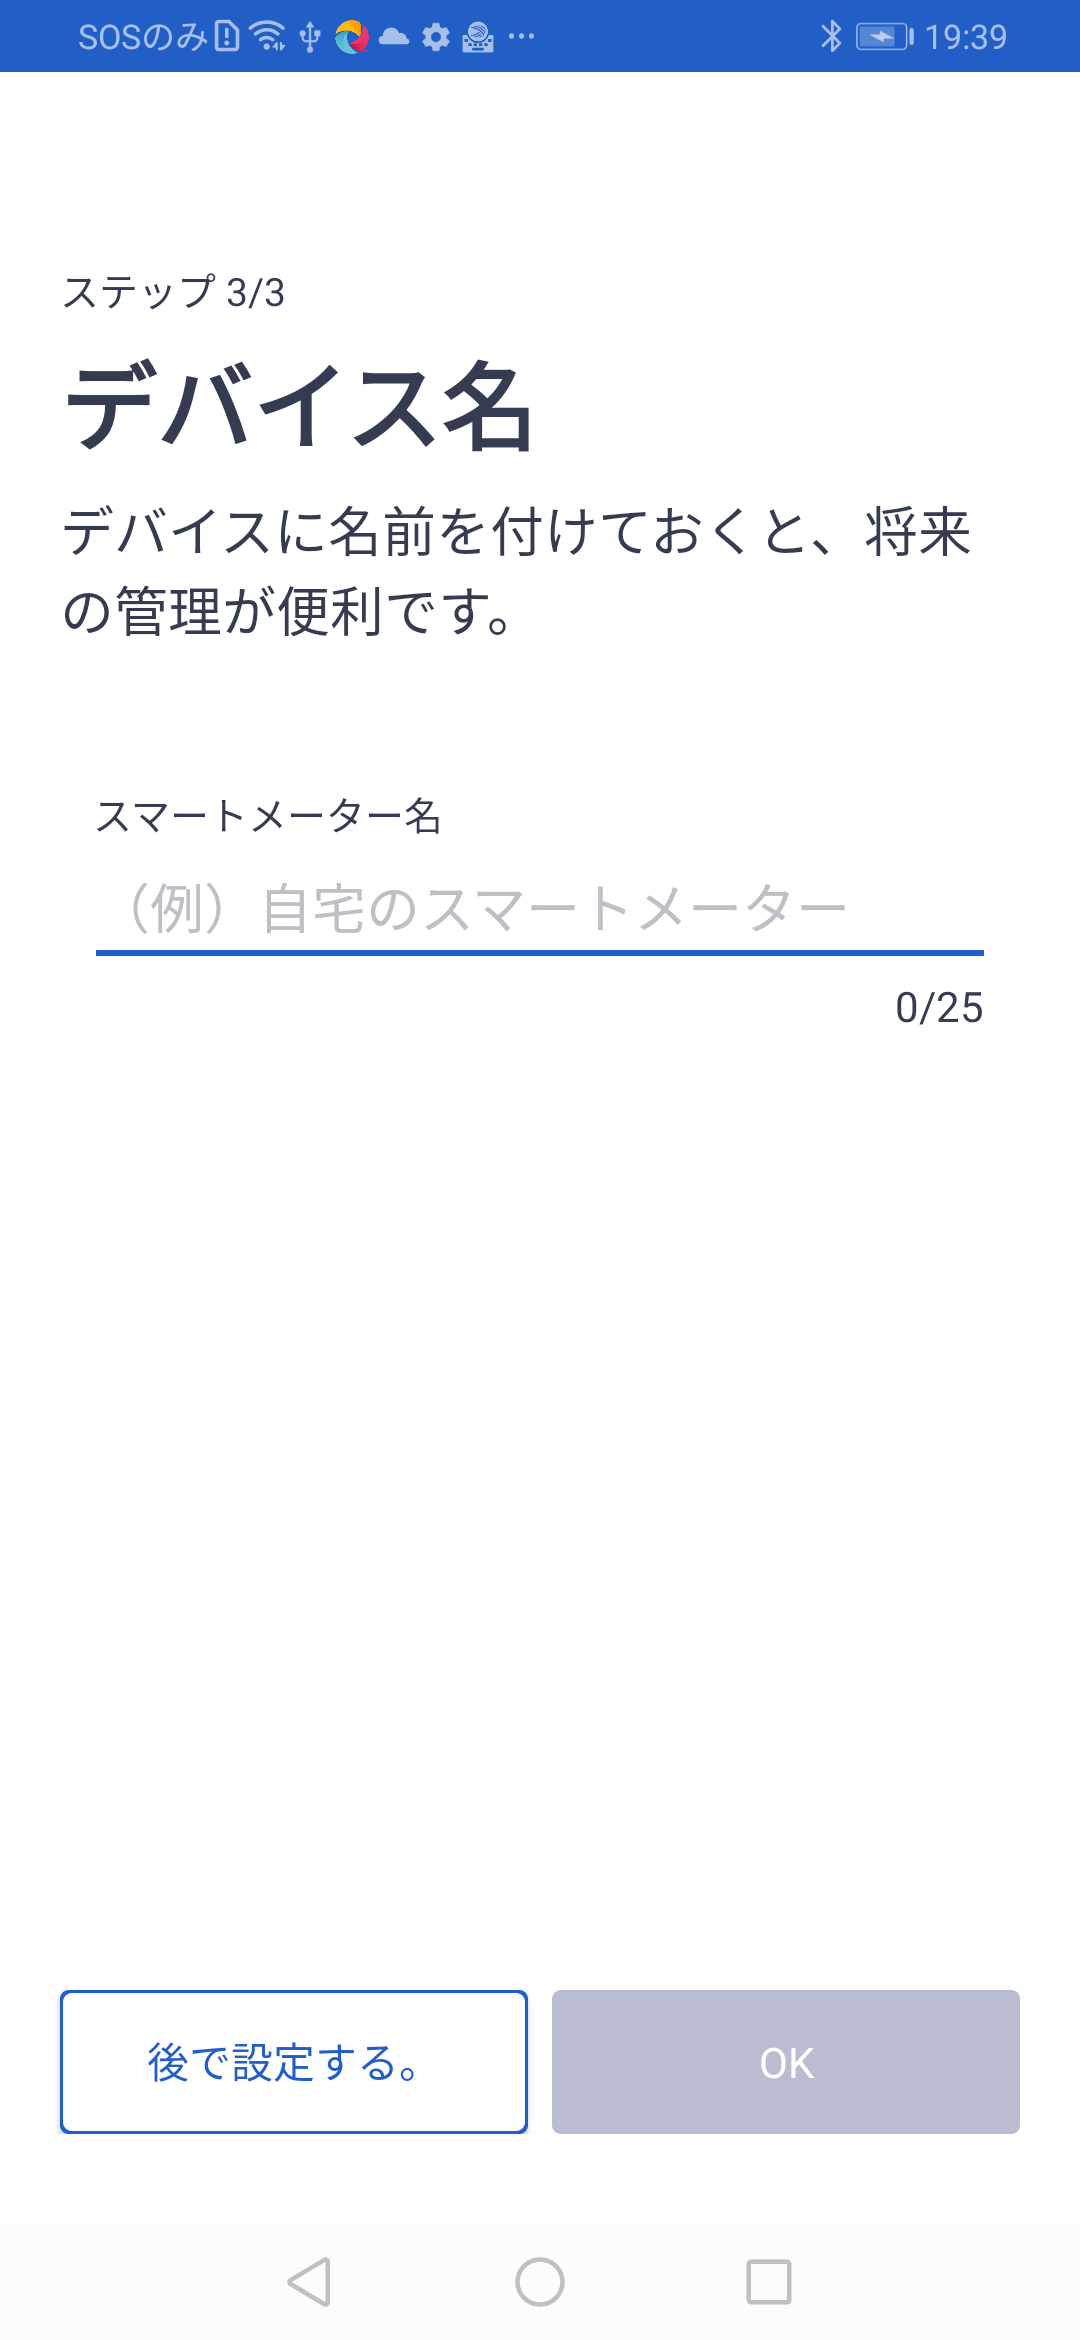 SOSのみ 19:39
ステップ 3/3
デバイス名
デバイスに名前を付けておくと、将来
の管理が便利です。
スマートメーター名
（例）自宅のスマートメーター
0/25
後で設定する。 OK